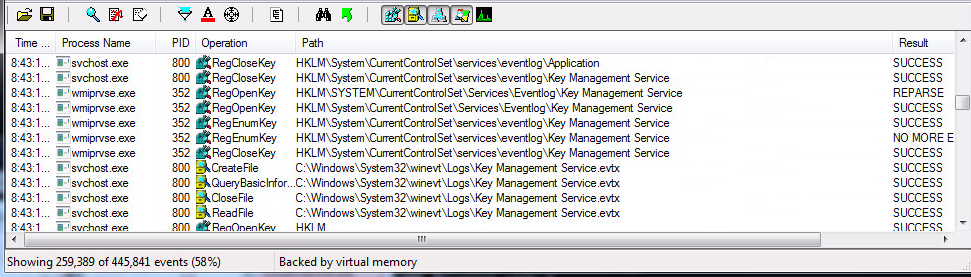 Time ... Process Name PID Operation Path Result
8:43:1... svchost.exe 800 RegCloseKey HKLM\System\CurrentControlSet\services\eventlog\Application SUCCESS
8:43:1... svchost.exe 800 RegCloseKey HKLM\System\CurrentControlSet\services\eventlog\Key Management Service SUCCESS
8:43:1... wmiprvse.exe 352 RegOpenKey HKLM\SYSTEM\CurrentControlSet\Services\Eventlog\Key Management Service REPARSE
8:43:1... wmiprvse.exe 352 RegOpenKey HKLM\System\CurrentControlSet\Services\Eventlog\Key Management Service SUCCESS
8:43:1... wmiprvse.exe 352 RegEnumKey HKLM\System\CurrentControlSet\services\eventlog\Key Management Service SUCCESS
8:43:1... wmiprvse.exe 352 RegEnumKey HKLM\System\CurrentControlSet\services\eventlog\Key Management Service NO MORE E
8:43:1... wmiprvse.exe 352 RegCloseKey HKLM\System\CurrentControlSet\services\eventlog\Key Management Service SUCCESS
8:43:1... svchost.exe 800 CreateFile C:\Windows\System32\winevt\Logs\Key Management Service.evtx SUCCESS
8:43:1... svchost.exe 800 QueryBasicInfor... C:\Windows\System32\winevt\Logs\Key Management Service.evtx SUCCESS
8:43:1... svchost.exe 800 CloseFile C:\Windows\System32\winevt\Logs\Key Management Service.evtx SUCCESS
8:43:1... svchost.exe 800 ReadFile C:\Windows\System32\winevt\Logs\Key Management Service.evtx SUCCESS
8:43:1... svchost.exe 800 RegOpenKey HKLM SUCCESS
Showing 259,389 of 445,841 events (58%) Backed by virtual memory